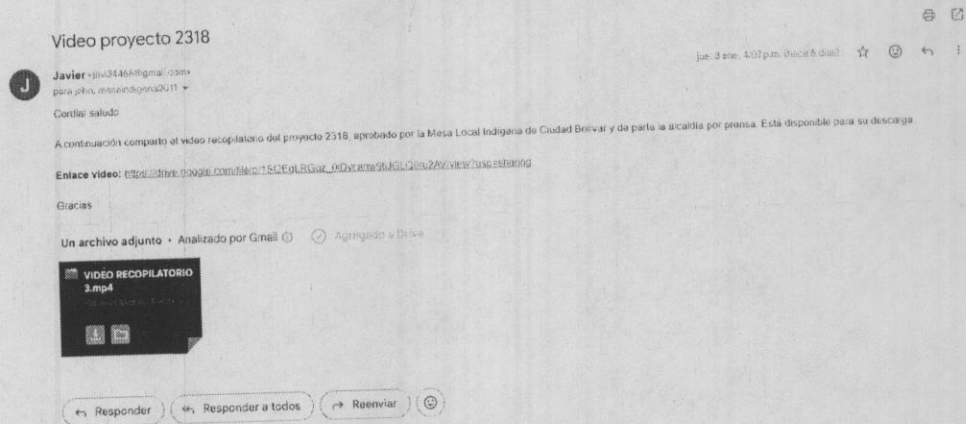 Video proyecto 2318
jue, 3 ene, 4:07 p.m.
Javier
para john,
Cordial saludo
A continuación comparto el video recopilatorio del proyecto 2318, aprobado por la Mesa Local Indígena de Ciudad Bolívar y de parte la alcaldía por prensa. Está disponible para su descarga
Enlace video:
Gracias
Un archivo adjunto • Analizado por Gmail
Agregado a Drive
VIDEO RECOPILATORIO
3.mp4
Responder
Responder a todos
Reenviar
J